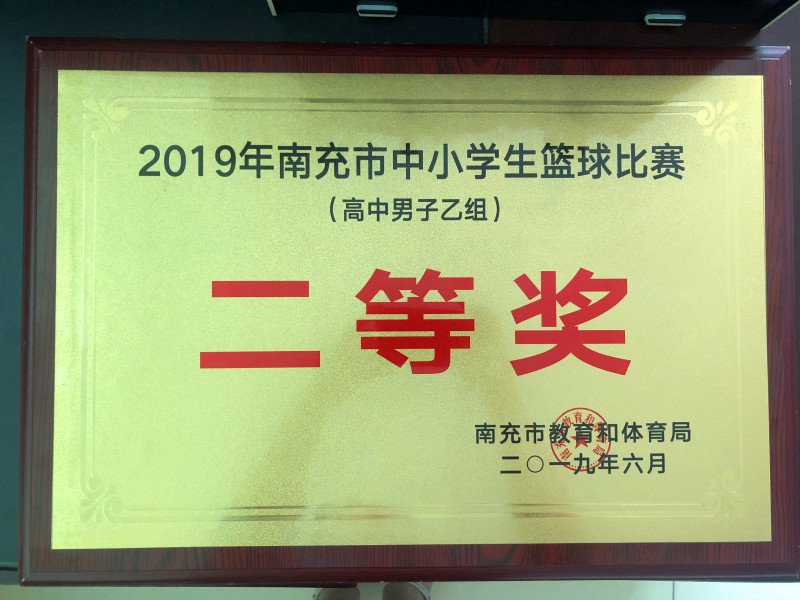 2019年南充市中小学生篮球比赛
（高中男子乙组）
二等奖
南充市教育和体育局
二〇一九年六月